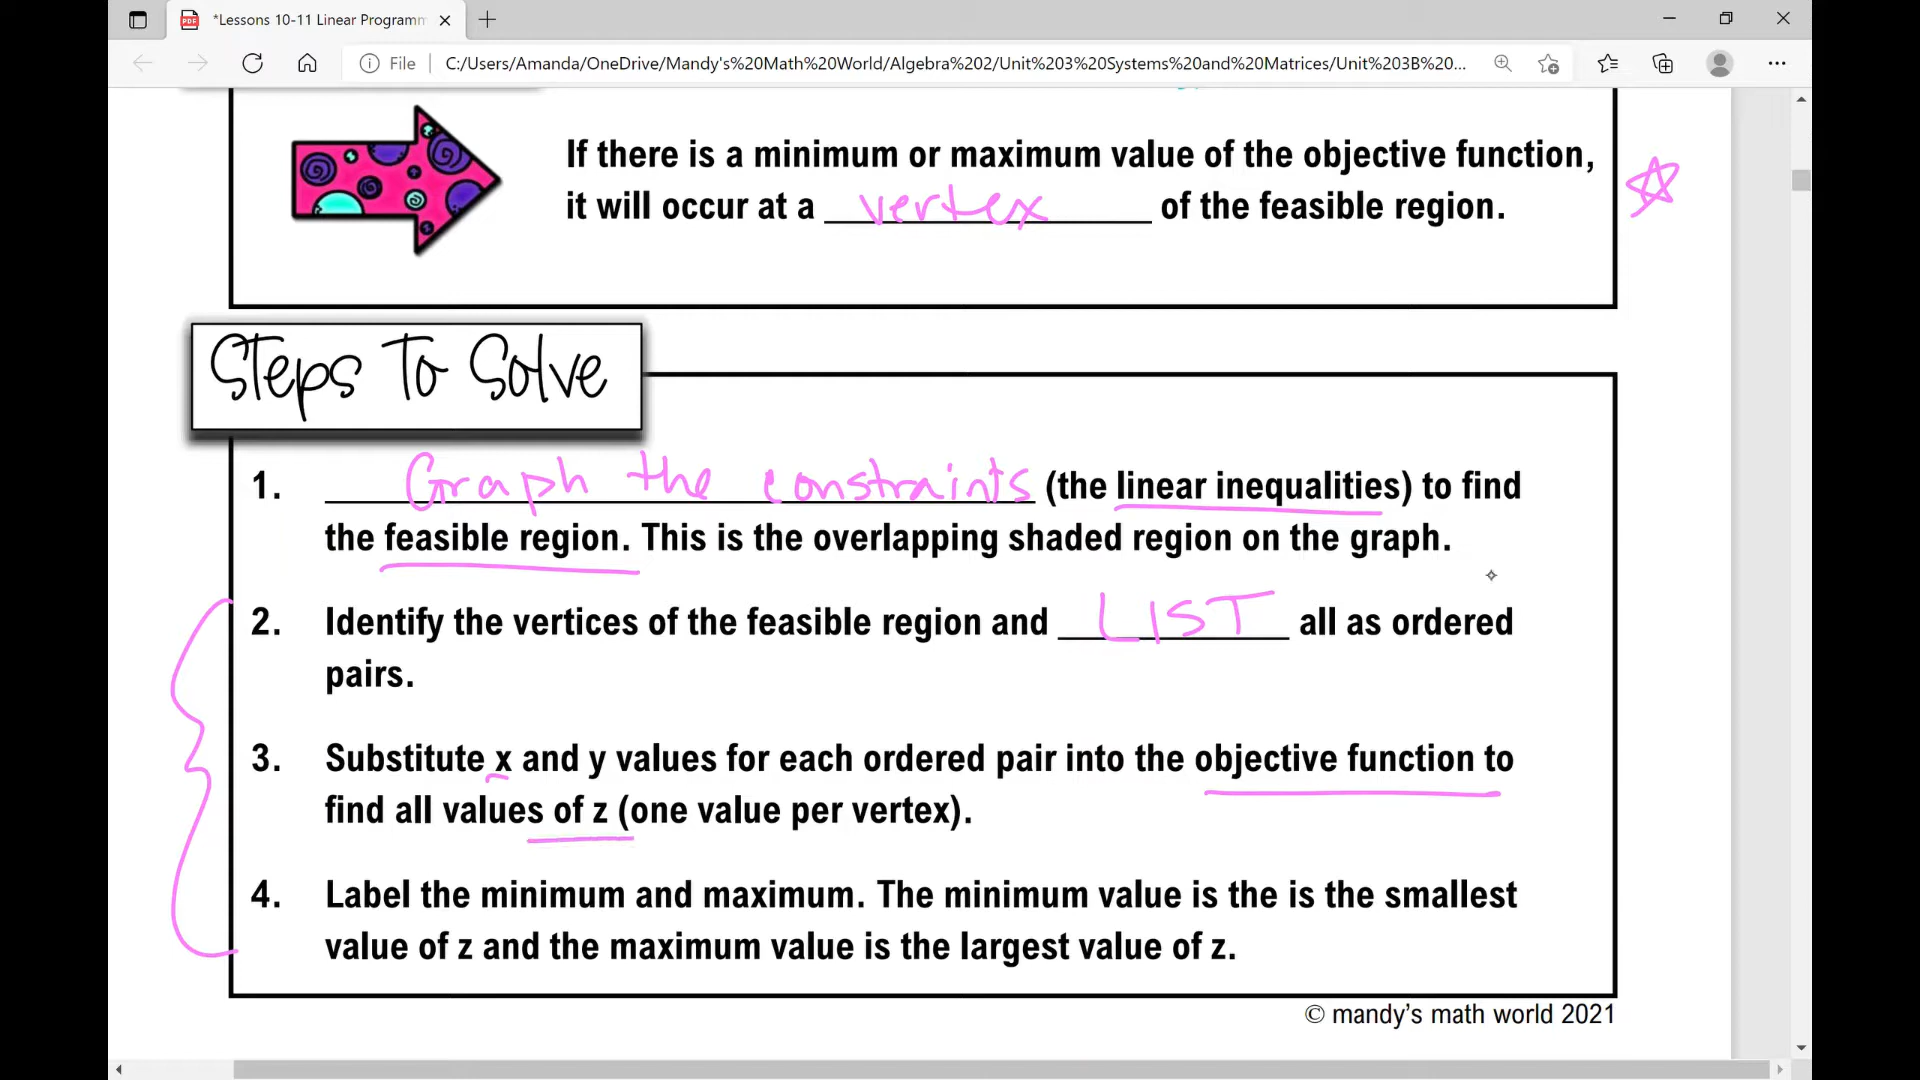 *Lessons 10-11 Linear Programm
File
C:/Users/Amanda/OneDrive/Mandy's%20Math%20World/Algebra%202/Unit%203%20Systems%20and%20Matrices/Unit%203B%20...
If there is a minimum or maximum value of the objective function,
it will occur at a vertex of the feasible region.
Steps To Solve
1. Graph the constraints (the linear inequalities) to find
the feasible region. This is the overlapping shaded region on the graph.
2. Identify the vertices of the feasible region and LIST all as ordered
pairs.
3. Substitute x and y values for each ordered pair into the objective function to
find all values of z (one value per vertex).
4. Label the minimum and maximum. The minimum value is the is the smallest
value of z and the maximum value is the largest value of z.
© mandy's math world 2021